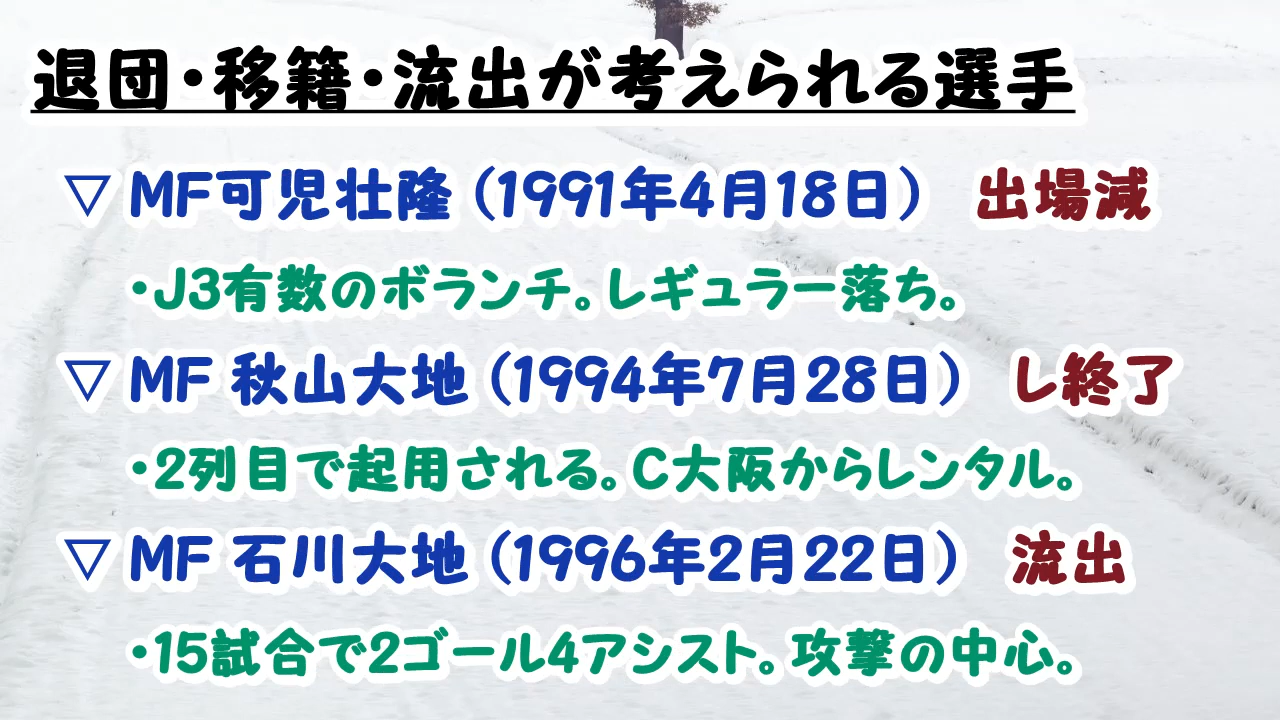 退団・移籍・流出が考えられる選手
▽ MF可児壮隆（1991年4月18日） 出場減
・J3有数のボランチ。レギュラー落ち。
▽ MF 秋山大地（1994年7月28日） レ終了
・2列目で起用される。C大阪からレンタル。
▽ MF 石川大地（1996年2月22日） 流出
・15試合で2ゴール4アシスト。攻撃の中心。